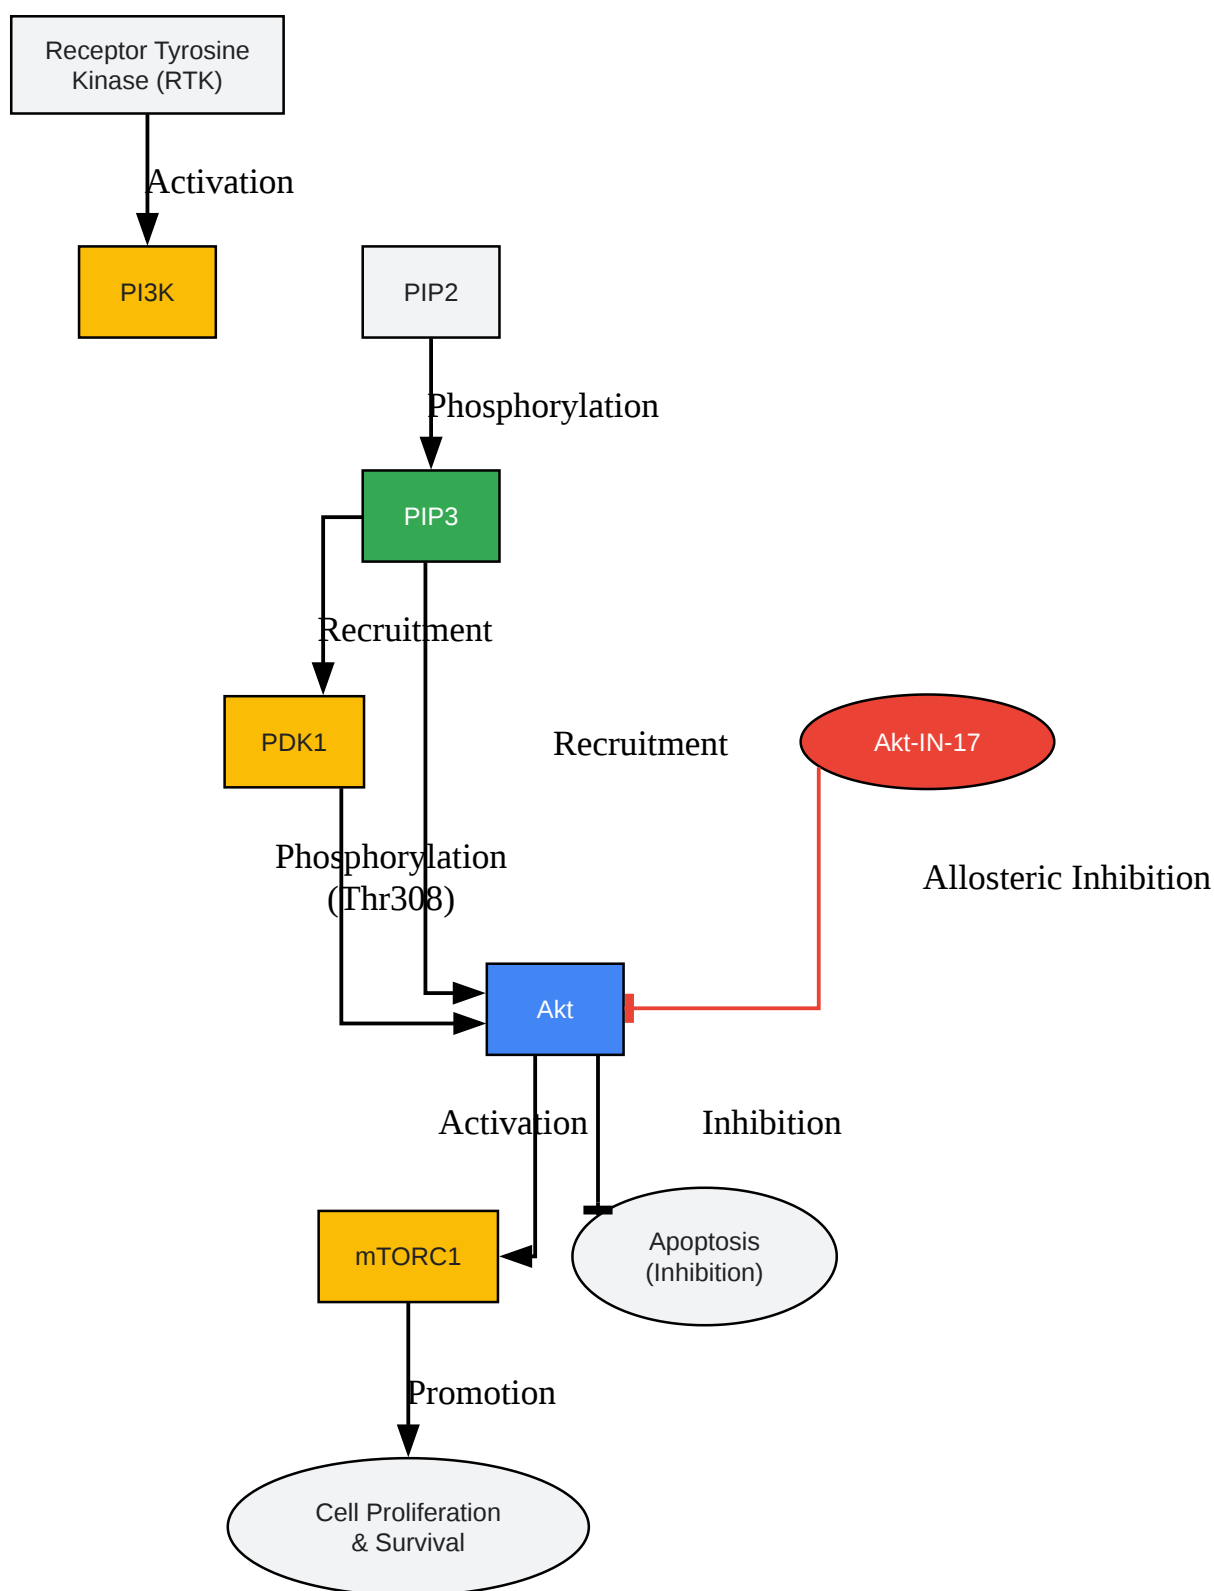 Receptor Tyrosine
Kinase (RTK)
Activation
PI3K
PIP2
Phosphorylation
PIP3
Recruitment
PDK1
Recruitment
Akt-IN-17
Phosphorylation
(Thr308)
Allosteric Inhibition
Akt
Activation
Inhibition
mTORC1
Apoptosis
(Inhibition)
Promotion
Cell Proliferation
& Survival